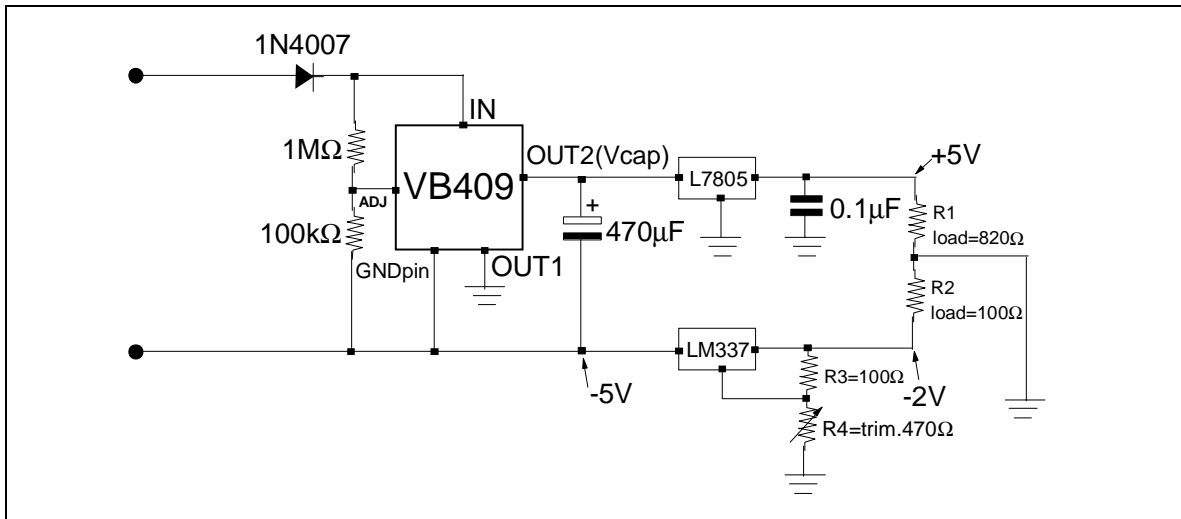 1N4007
IN
1MΩ
OUT2(Vcap)
+5V
L7805
VB409
ADJ
+
0.1µF
R1
load=820Ω
100kΩ
470µF
GNDpin
OUT1
R2
load=100Ω
LM337
R3=100Ω
-5V
-2V
R4=trim.470Ω